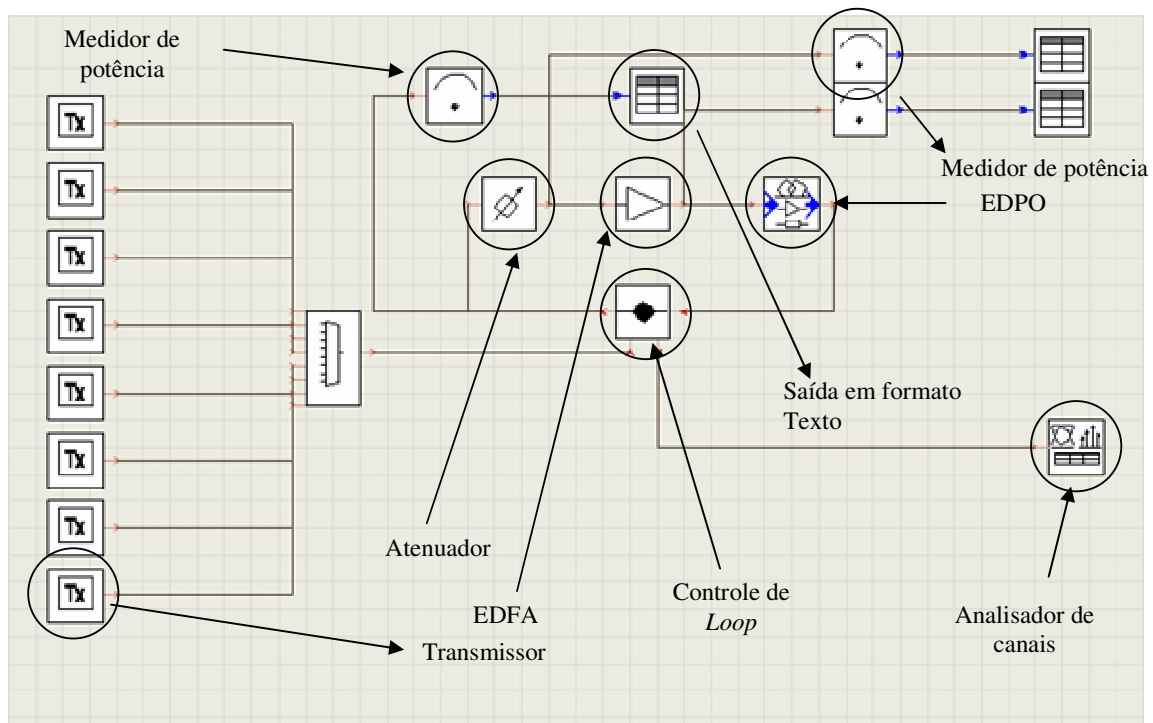 Medidor de
potência
Medidor de potência
EDPO
Tx
Tx
Tx
Tx
Tx
Tx
Tx
Tx
Saída em formato
Texto
Atenuador
EDFA
Transmissor
Controle de
Loop
Analisador de
canais